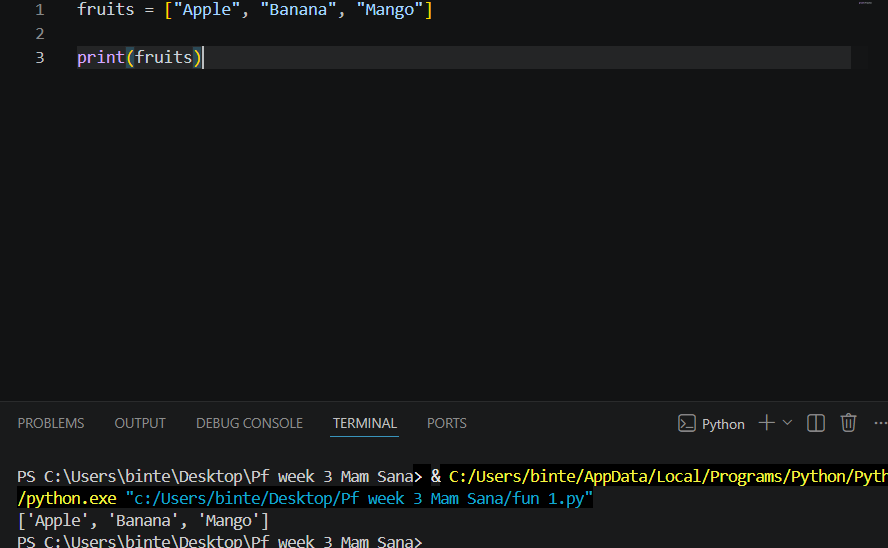 1 fruits = ["Apple", "Banana", "Mango"]
2
3 print(fruits)
PROBLEMS OUTPUT DEBUG CONSOLE TERMINAL PORTS Python
PS C:\Users\binte\Desktop\Pf week 3 Mam Sana> & C:/Users/binte/AppData/Local/Programs/Python/Pyth
/python.exe "c:/Users/binte/Desktop/Pf week 3 Mam Sana/fun 1.py"
['Apple', 'Banana', 'Mango']
PS C:\Users\binte\Desktop\Pf week 3 Mam Sana>